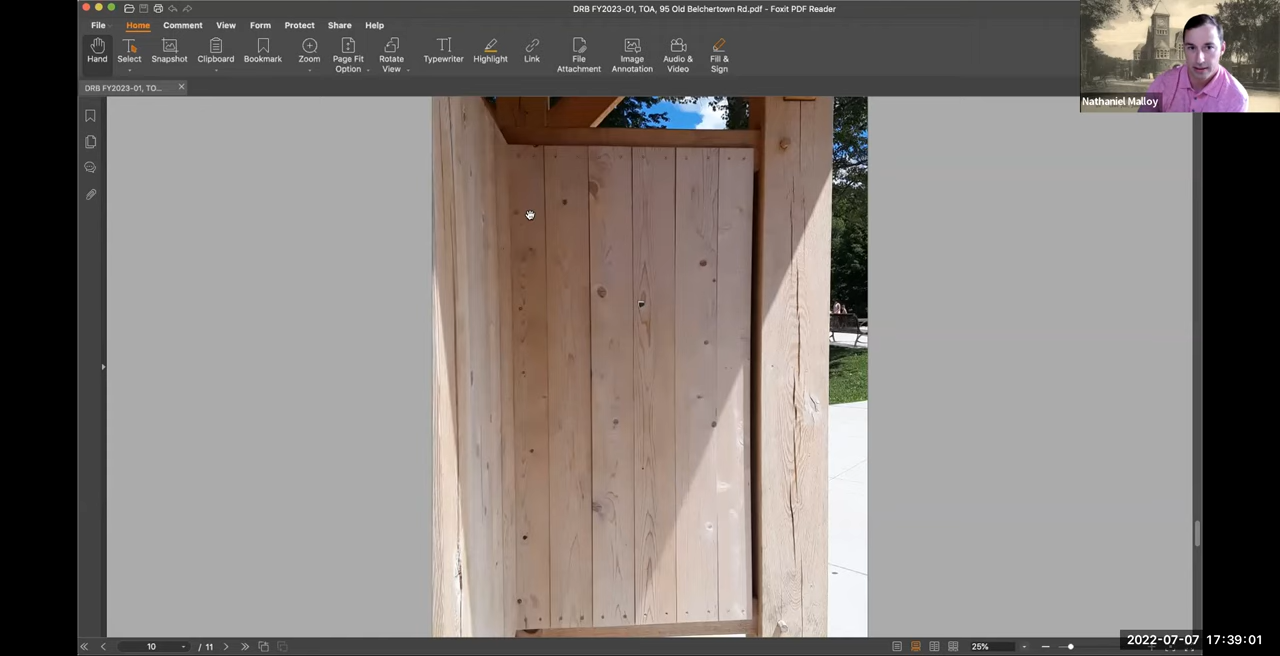 DRB FY2023-01, TOA, 95 Old Belchertown Rd.pdf - Foxit PDF Reader
File Home Comment View Form Protect Share Help
Hand Select Snapshot Clipboard Bookmark Zoom Page Fit Option Rotate View Typewriter Highlight Link File Attachment Image Annotation Audio & Video Fill & Sign
DRB FY2023-01, TO...
Nathaniel Malloy
10 / 11
25%
2022-07-07 17:39:01